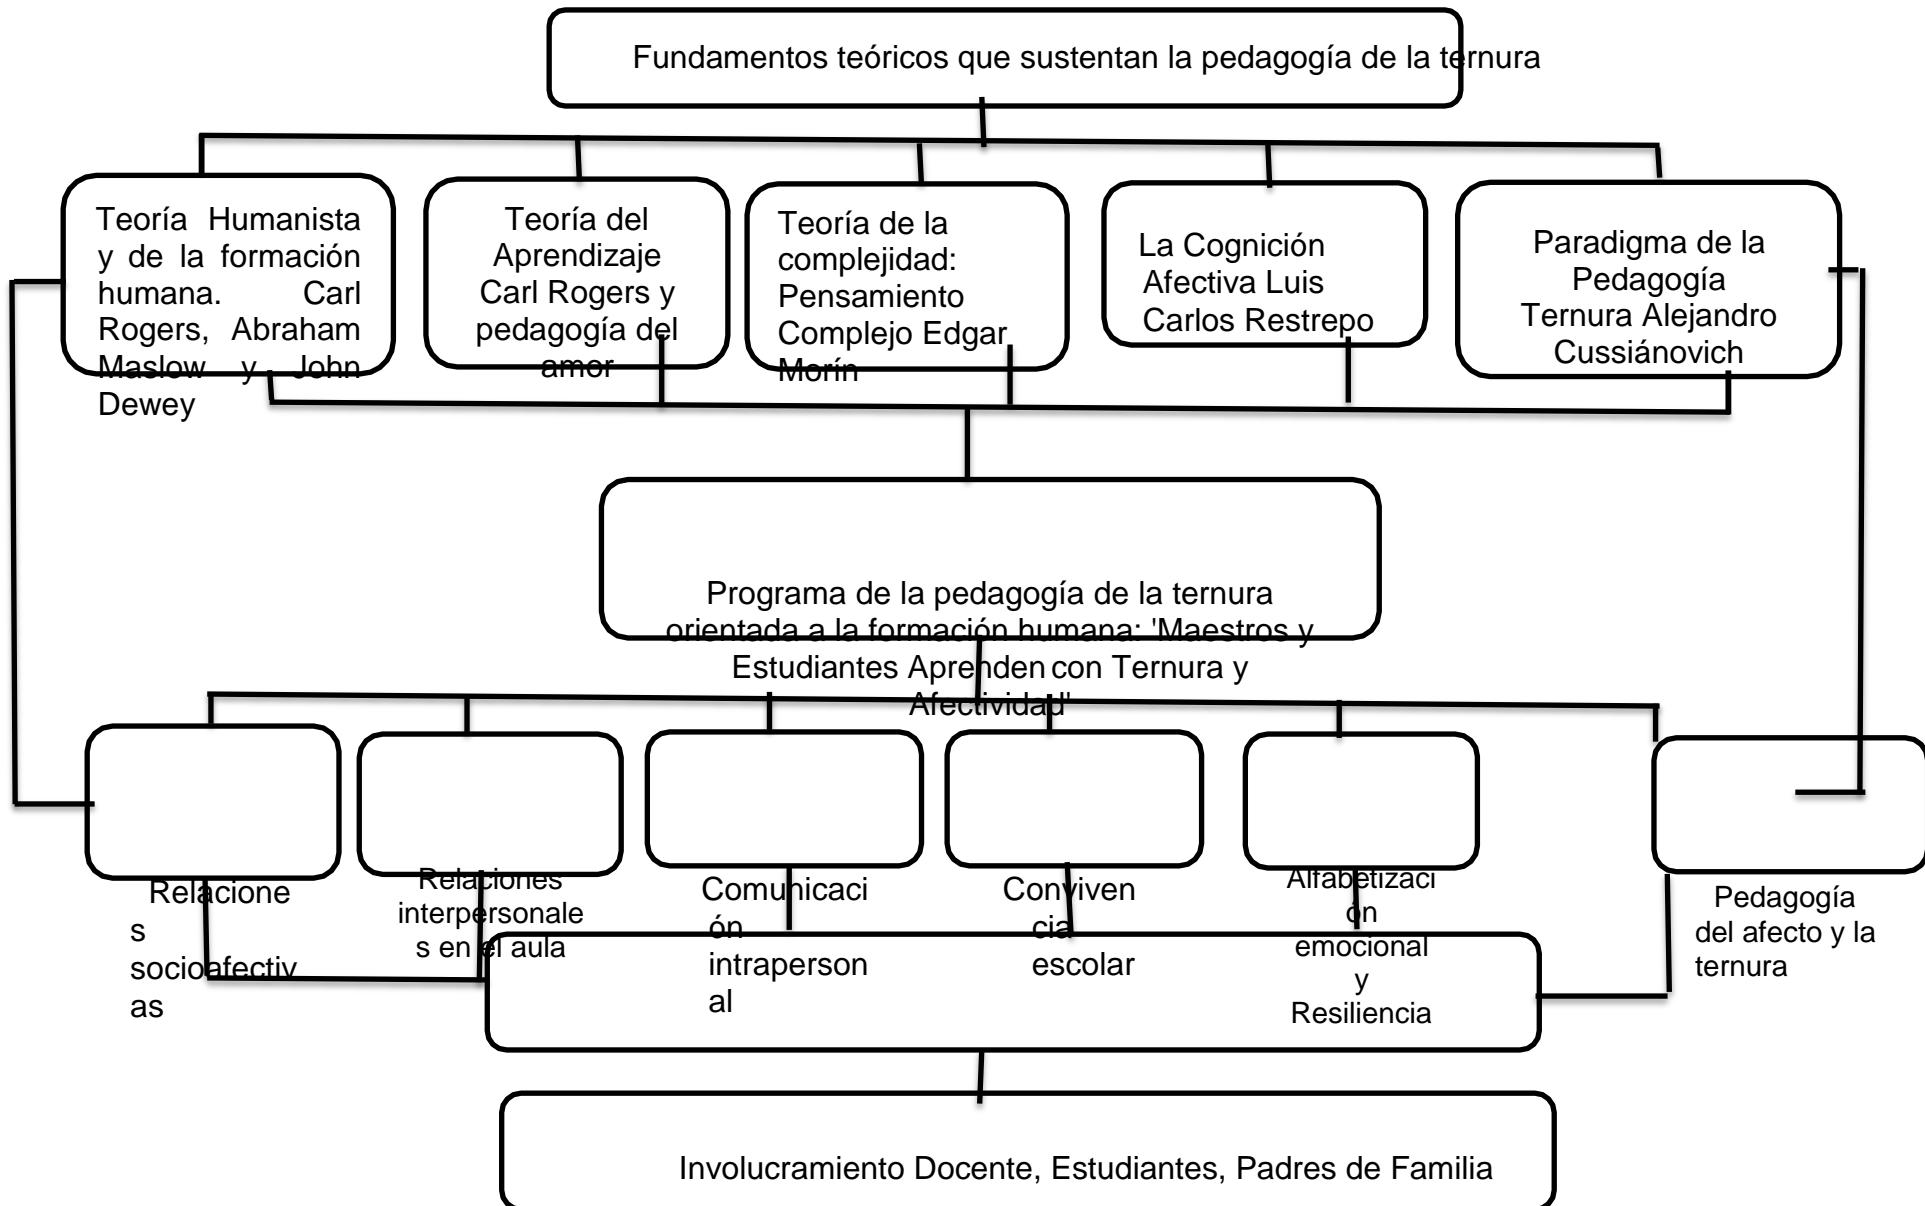 Fundamentos teóricos que sustentan la pedagogía de la ternura
Teoría Humanista
y de la formación
humana. Carl
Rogers, Abraham
Maslow y John
Dewey
Teoría del
Aprendizaje
Carl Rogers y
pedagogía del
amor
Teoría de la
complejidad:
Pensamiento
Complejo Edgar
Morín
La Cognición
Afectiva Luis
Carlos Restrepo
Paradigma de la
Pedagogía
Ternura Alejandro
Cussiánovich
Programa de la pedagogía de la ternura
orientada a la formación humana: 'Maestros y
Estudiantes Aprenden con Ternura y
Afectividad'
Relacione
s
socioafectiv
as
Relaciones
interpersonale
s en el aula
Comunicaci
ón
intraperson
al
Conviven
cia
escolar
Alfabetizaci
ón
emocional
y
Resiliencia
Pedagogía
del afecto y la
ternura
Involucramiento Docente, Estudiantes, Padres de Familia